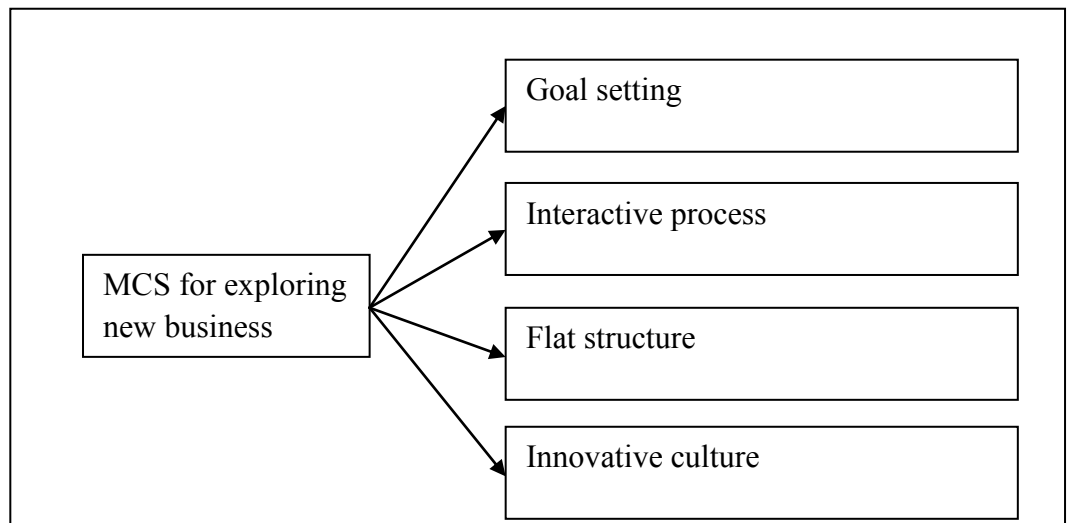 Goal setting
Interactive process
MCS for exploring
new business
Flat structure
Innovative culture